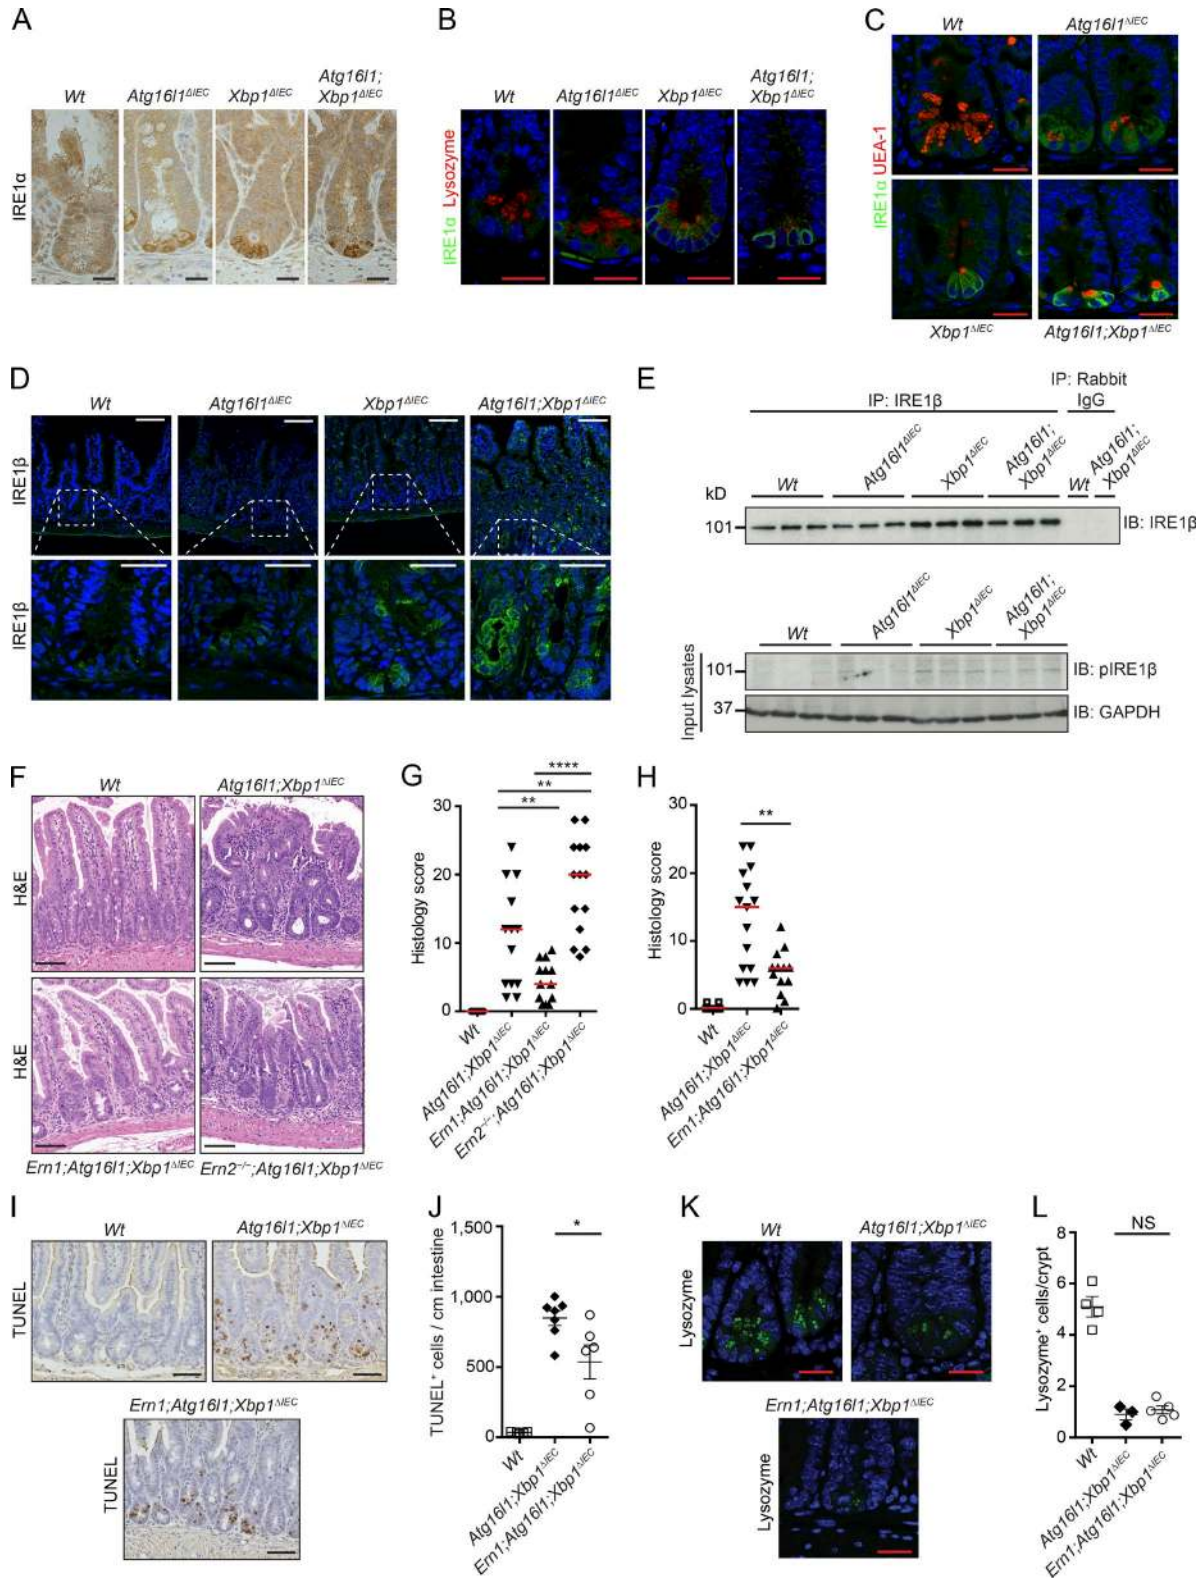 A
Wt
Atg16l1ΔIEC
Xbp1ΔIEC
Atg16l1;
Xbp1ΔIEC
IRE1α
B
Wt
Atg16l1ΔIEC
Xbp1ΔIEC
Atg16l1;
Xbp1ΔIEC
IRE1α Lysozyme
C
Wt
Atg16l1ΔIEC
IRE1α UEA-1
Xbp1ΔIEC
Atg16l1;Xbp1ΔIEC
D
Wt
Atg16l1ΔIEC
Xbp1ΔIEC
Atg16l1;Xbp1ΔIEC
IRE1β
IRE1β
E
IP: IRE1β
IP: Rabbit
IgG
Wt
Atg16l1ΔIEC
Xbp1ΔIEC
Atg16l1;
Xbp1ΔIEC
Wt
Atg16l1;
Xbp1ΔIEC
kD
101
IB: IRE1β
Wt
Atg16l1ΔIEC
Xbp1ΔIEC
Atg16l1;
Xbp1ΔIEC
Input lysates
101
IB: pIRE1β
37
IB: GAPDH
F
Wt
Atg16l1;Xbp1ΔIEC
H&E
H&E
Ern1;Atg16l1;Xbp1ΔIEC
Ern2−/−;Atg16l1;Xbp1ΔIEC
G
****
**
**
Histology score
30
20
10
0
Wt
Atg16l1;Xbp1ΔIEC
Ern1;Atg16l1;Xbp1ΔIEC
Ern2−/−;Atg16l1;Xbp1ΔIEC
H
**
Histology score
30
20
10
0
Wt
Atg16l1;Xbp1ΔIEC
Ern1;Atg16l1;Xbp1ΔIEC
I
Wt
Atg16l1;Xbp1ΔIEC
TUNEL
Ern1;Atg16l1;Xbp1ΔIEC
TUNEL
J
*
TUNEL+ cells / cm intestine
1,500
1,000
500
0
Wt
Atg16l1;Xbp1ΔIEC
Ern1;Atg16l1;Xbp1ΔIEC
K
Wt
Atg16l1;Xbp1ΔIEC
Lysozyme
Ern1;Atg16l1;Xbp1ΔIEC
Lysozyme
L
NS
Lysozyme+ cells/crypt
8
6
4
2
0
Wt
Atg16l1;Xbp1ΔIEC
Ern1;Atg16l1;Xbp1ΔIEC